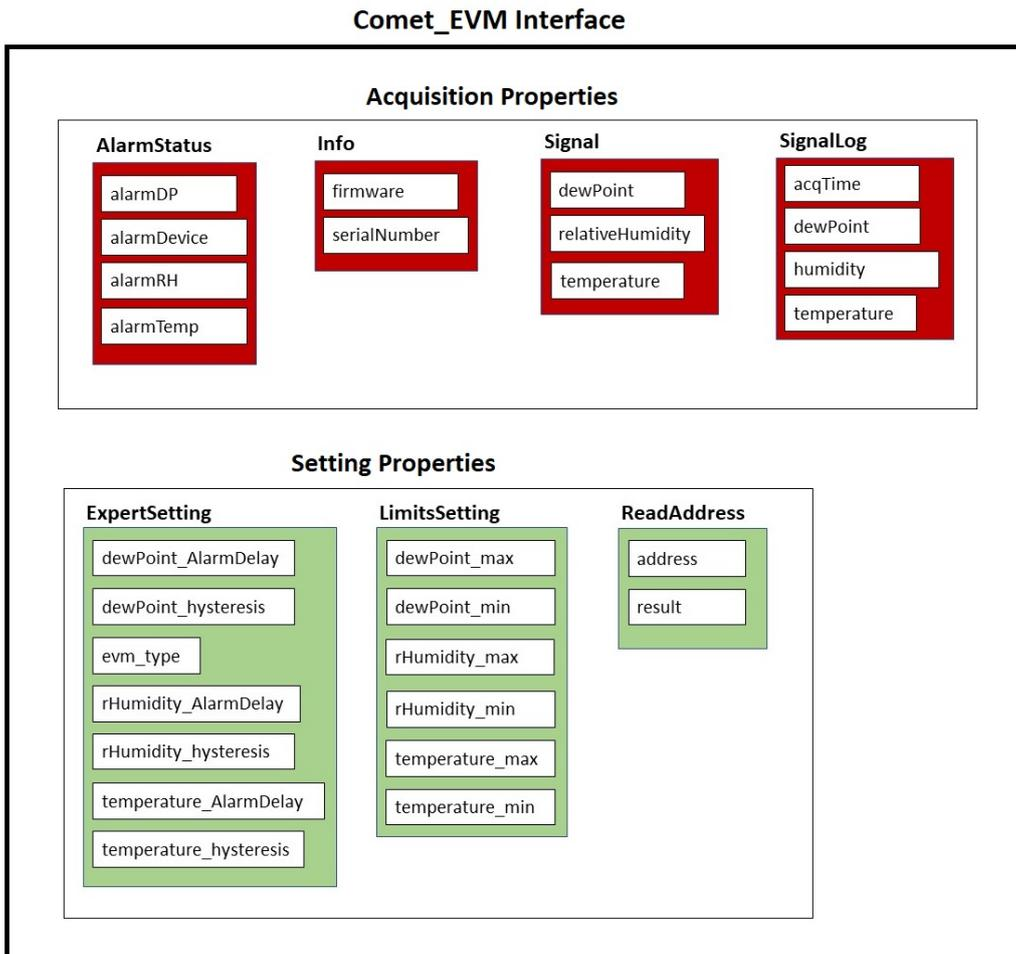 Comet_EVM Interface
Acquisition Properties
AlarmStatus
alarmDP
alarmDevice
alarmRH
alarmTemp
Info
firmware
serialNumber
Signal
dewPoint
relativeHumidity
temperature
SignalLog
acqTime
dewPoint
humidity
temperature
Setting Properties
ExpertSetting
dewPoint_AlarmDelay
dewPoint_hysteresis
evm_type
rHumidity_AlarmDelay
rHumidity_hysteresis
temperature_AlarmDelay
temperature_hysteresis
LimitsSetting
dewPoint_max
dewPoint_min
rHumidity_max
rHumidity_min
temperature_max
temperature_min
ReadAddress
address
result